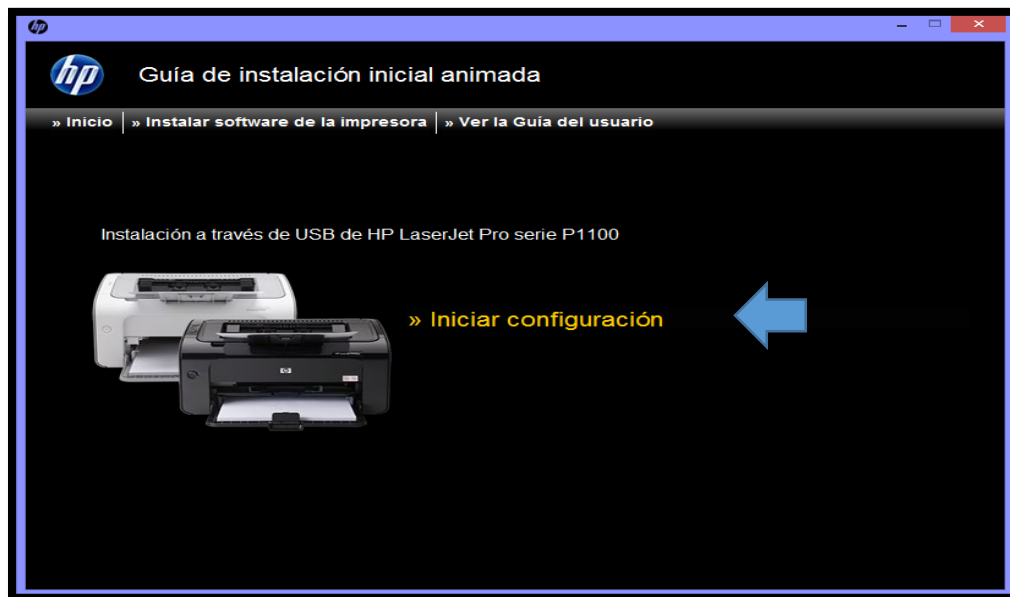 hp
Guía de instalación inicial animada
» Inicio » Instalar software de la impresora » Ver la Guía del usuario
Instalación a través de USB de HP LaserJet Pro serie P1100
» Iniciar configuración